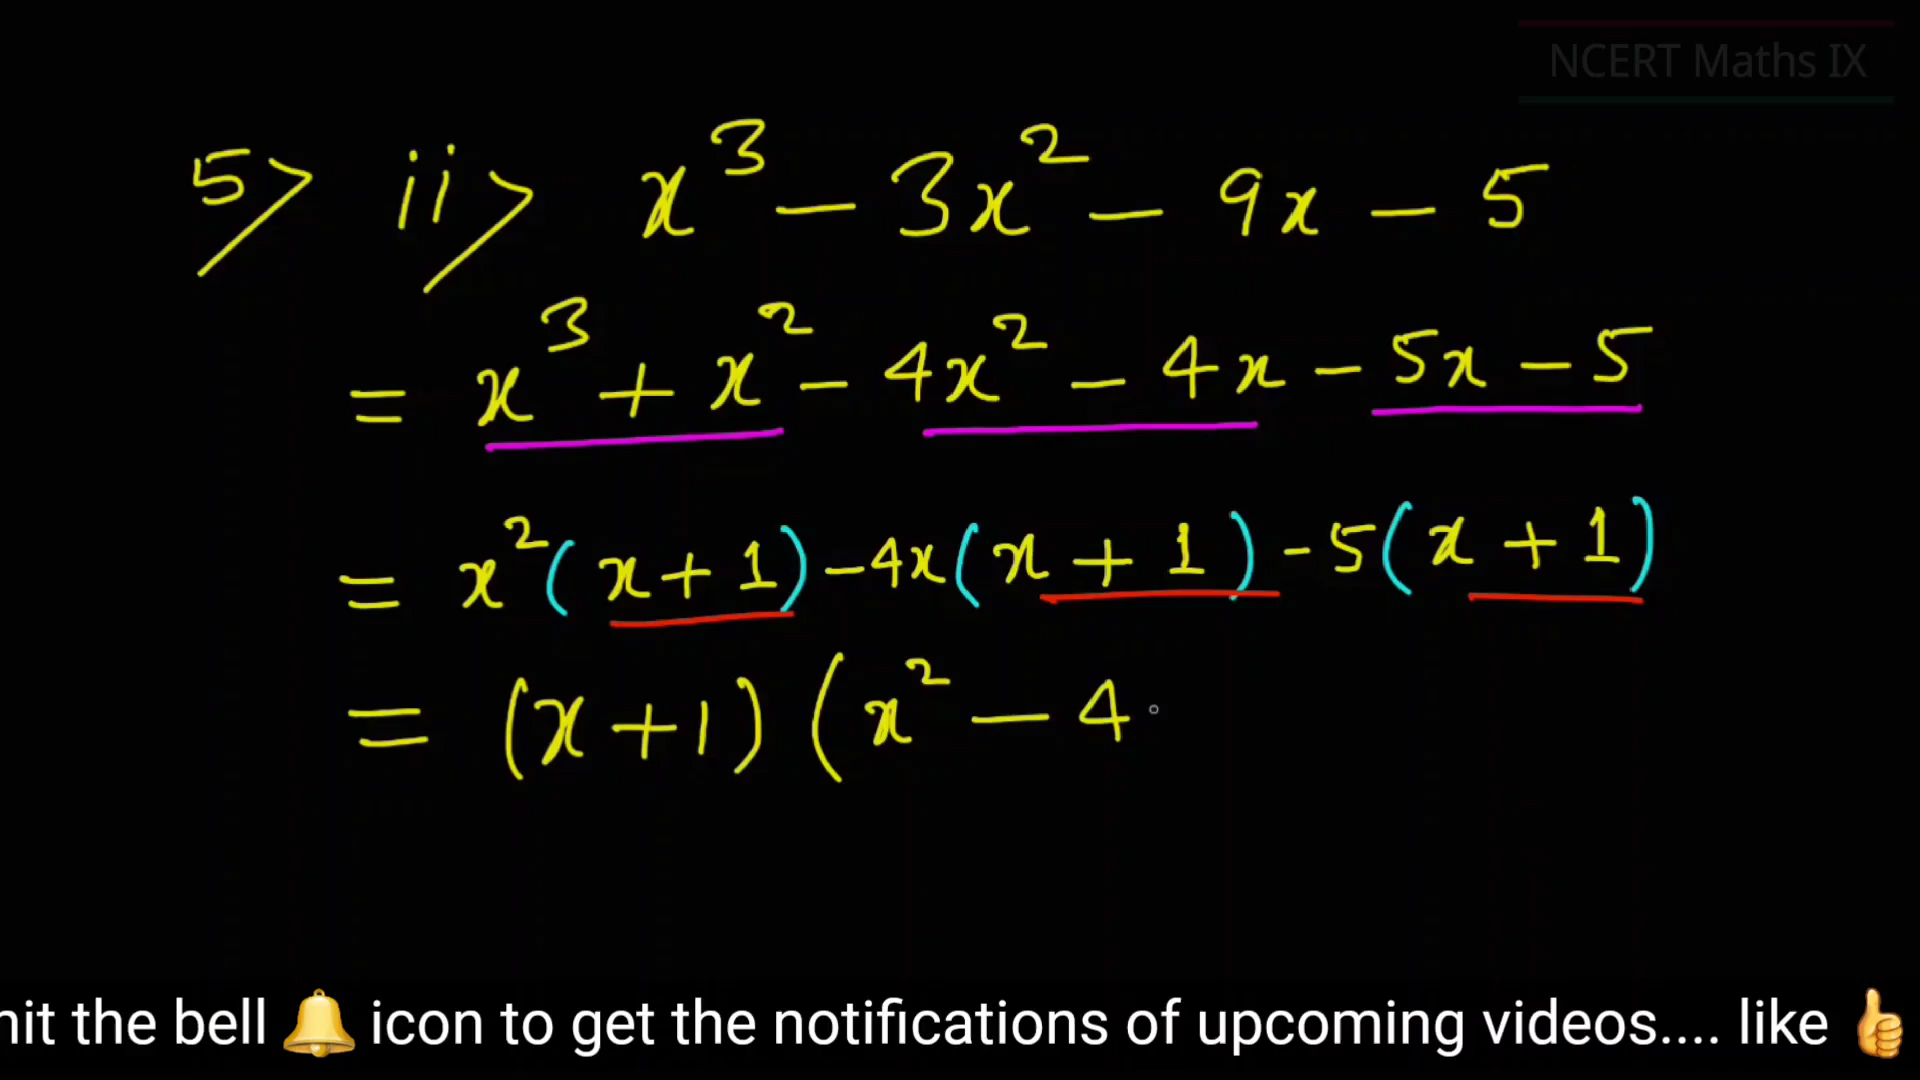 NCERT Maths IX
5> ii> x³ - 3x² - 9x - 5
= x³ + x² - 4x² - 4x - 5x - 5
= x² (x + 1) - 4x (x + 1) - 5 (x + 1)
= (x + 1) (x² - 4
hit the bell 🔔 icon to get the notifications of upcoming videos.... like 👍